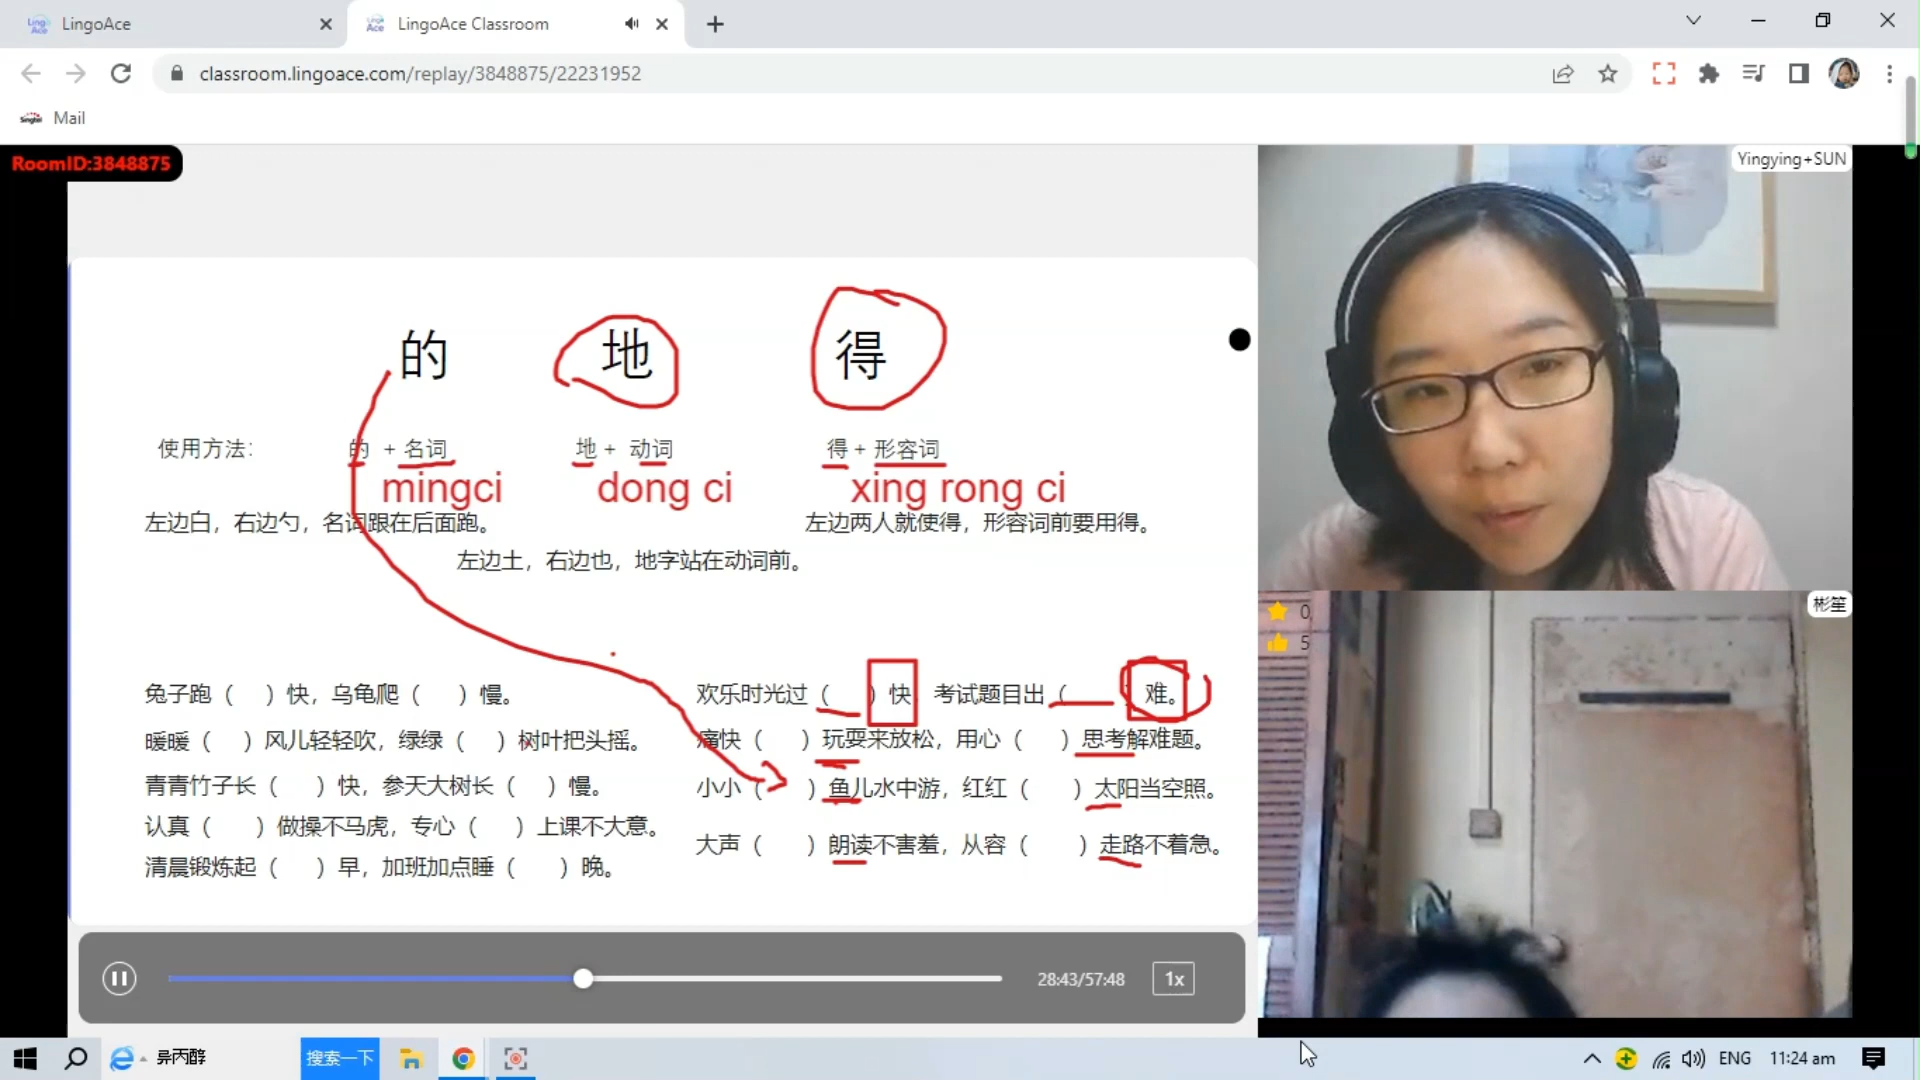 LingoAce
LingoAce Classroom
classroom.lingoace.com/replay/3848875/22231952
Singtel Mail
RoomID:3848875
Yingying+SUN
的 地 得
使用方法： 的 + 名词 地 + 动词 得 + 形容词
mingci dong ci xing rong ci
左边白，右边勺，名词跟在后面跑。 左边两人就使得，形容词前要用得。
左边土，右边也，地字站在动词前。
彬笙
0
5
兔子跑（ ）快，乌龟爬（ ）慢。
暖暖（ ）风儿轻轻吹，绿绿（ ）树叶把头摇。
青青竹子长（ ）快，参天大树长（ ）慢。
认真（ ）做操不马虎，专心（ ）上课不大意。
清晨锻炼起（ ）早，加班加点睡（ ）晚。
欢乐时光过（ ）快，考试题目出（ ）难。
痛快（ ）玩耍来放松，用心（ ）思考解难题。
小小（ ）鱼儿水中游，红红（ ）太阳当空照。
大声（ ）朗读不害羞，从容（ ）走路不着急。
28:43/57:48 1x
异丙醇 搜索一下 ENG 11:24 am